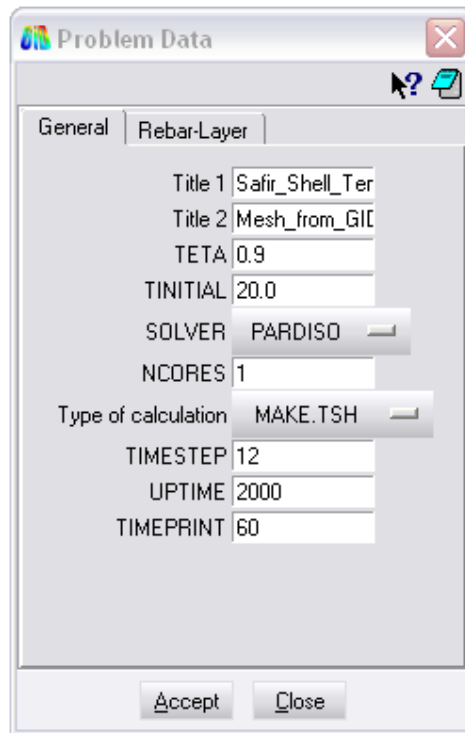 Problem Data
?
General Rebar-Layer
Title 1 Safir_Shell_Ter
Title 2 Mesh_from_GID
TETA 0.9
TINITIAL 20.0
SOLVER PARDISO
NCORES 1
Type of calculation MAKE.TSH
TIMESTEP 12
UPTIME 2000
TIMEPRINT 60
Accept Close